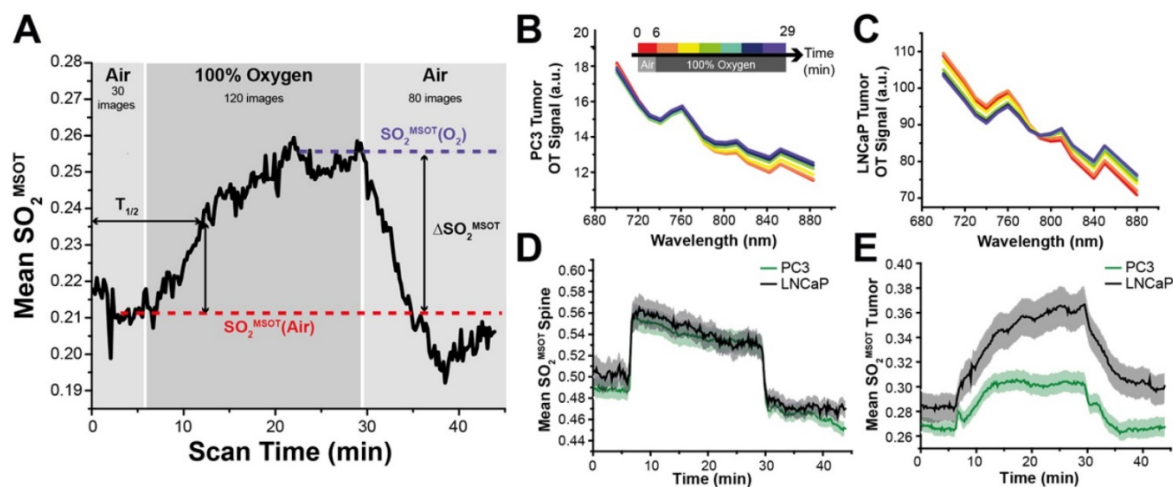 A
Mean SO₂ᴹˢᴼᵀ
0.28
0.27
0.26
0.25
0.24
0.23
0.22
0.21
0.20
0.19
Air
30
images
100% Oxygen
120 images
Air
80 images
SO₂ᴹˢᴼᵀ(O₂)
T1/2
ΔSO₂ᴹˢᴼᵀ
SO₂ᴹˢᴼᵀ(Air)
0 10 20 30 40
Scan Time (min)
B
PC3 Tumor
OT Signal (a.u.)
20
18
16
14
12
0 6 29
Time
(min)
Air 100% Oxygen
680 720 760 800 840 880
Wavelength (nm)
C
LNCaP Tumor
OT Signal (a.u.)
110
100
90
80
70
680 720 760 800 840 880
Wavelength (nm)
D
Mean SO₂ᴹˢᴼᵀ Spine
0.60
0.58
0.56
0.54
0.52
0.50
0.48
0.46
0.44
PC3
LNCaP
0 10 20 30 40
Time (min)
E
Mean SO₂ᴹˢᴼᵀ Tumor
0.40
0.38
0.36
0.34
0.32
0.30
0.28
0.26
PC3
LNCaP
0 10 20 30 40
Time (min)